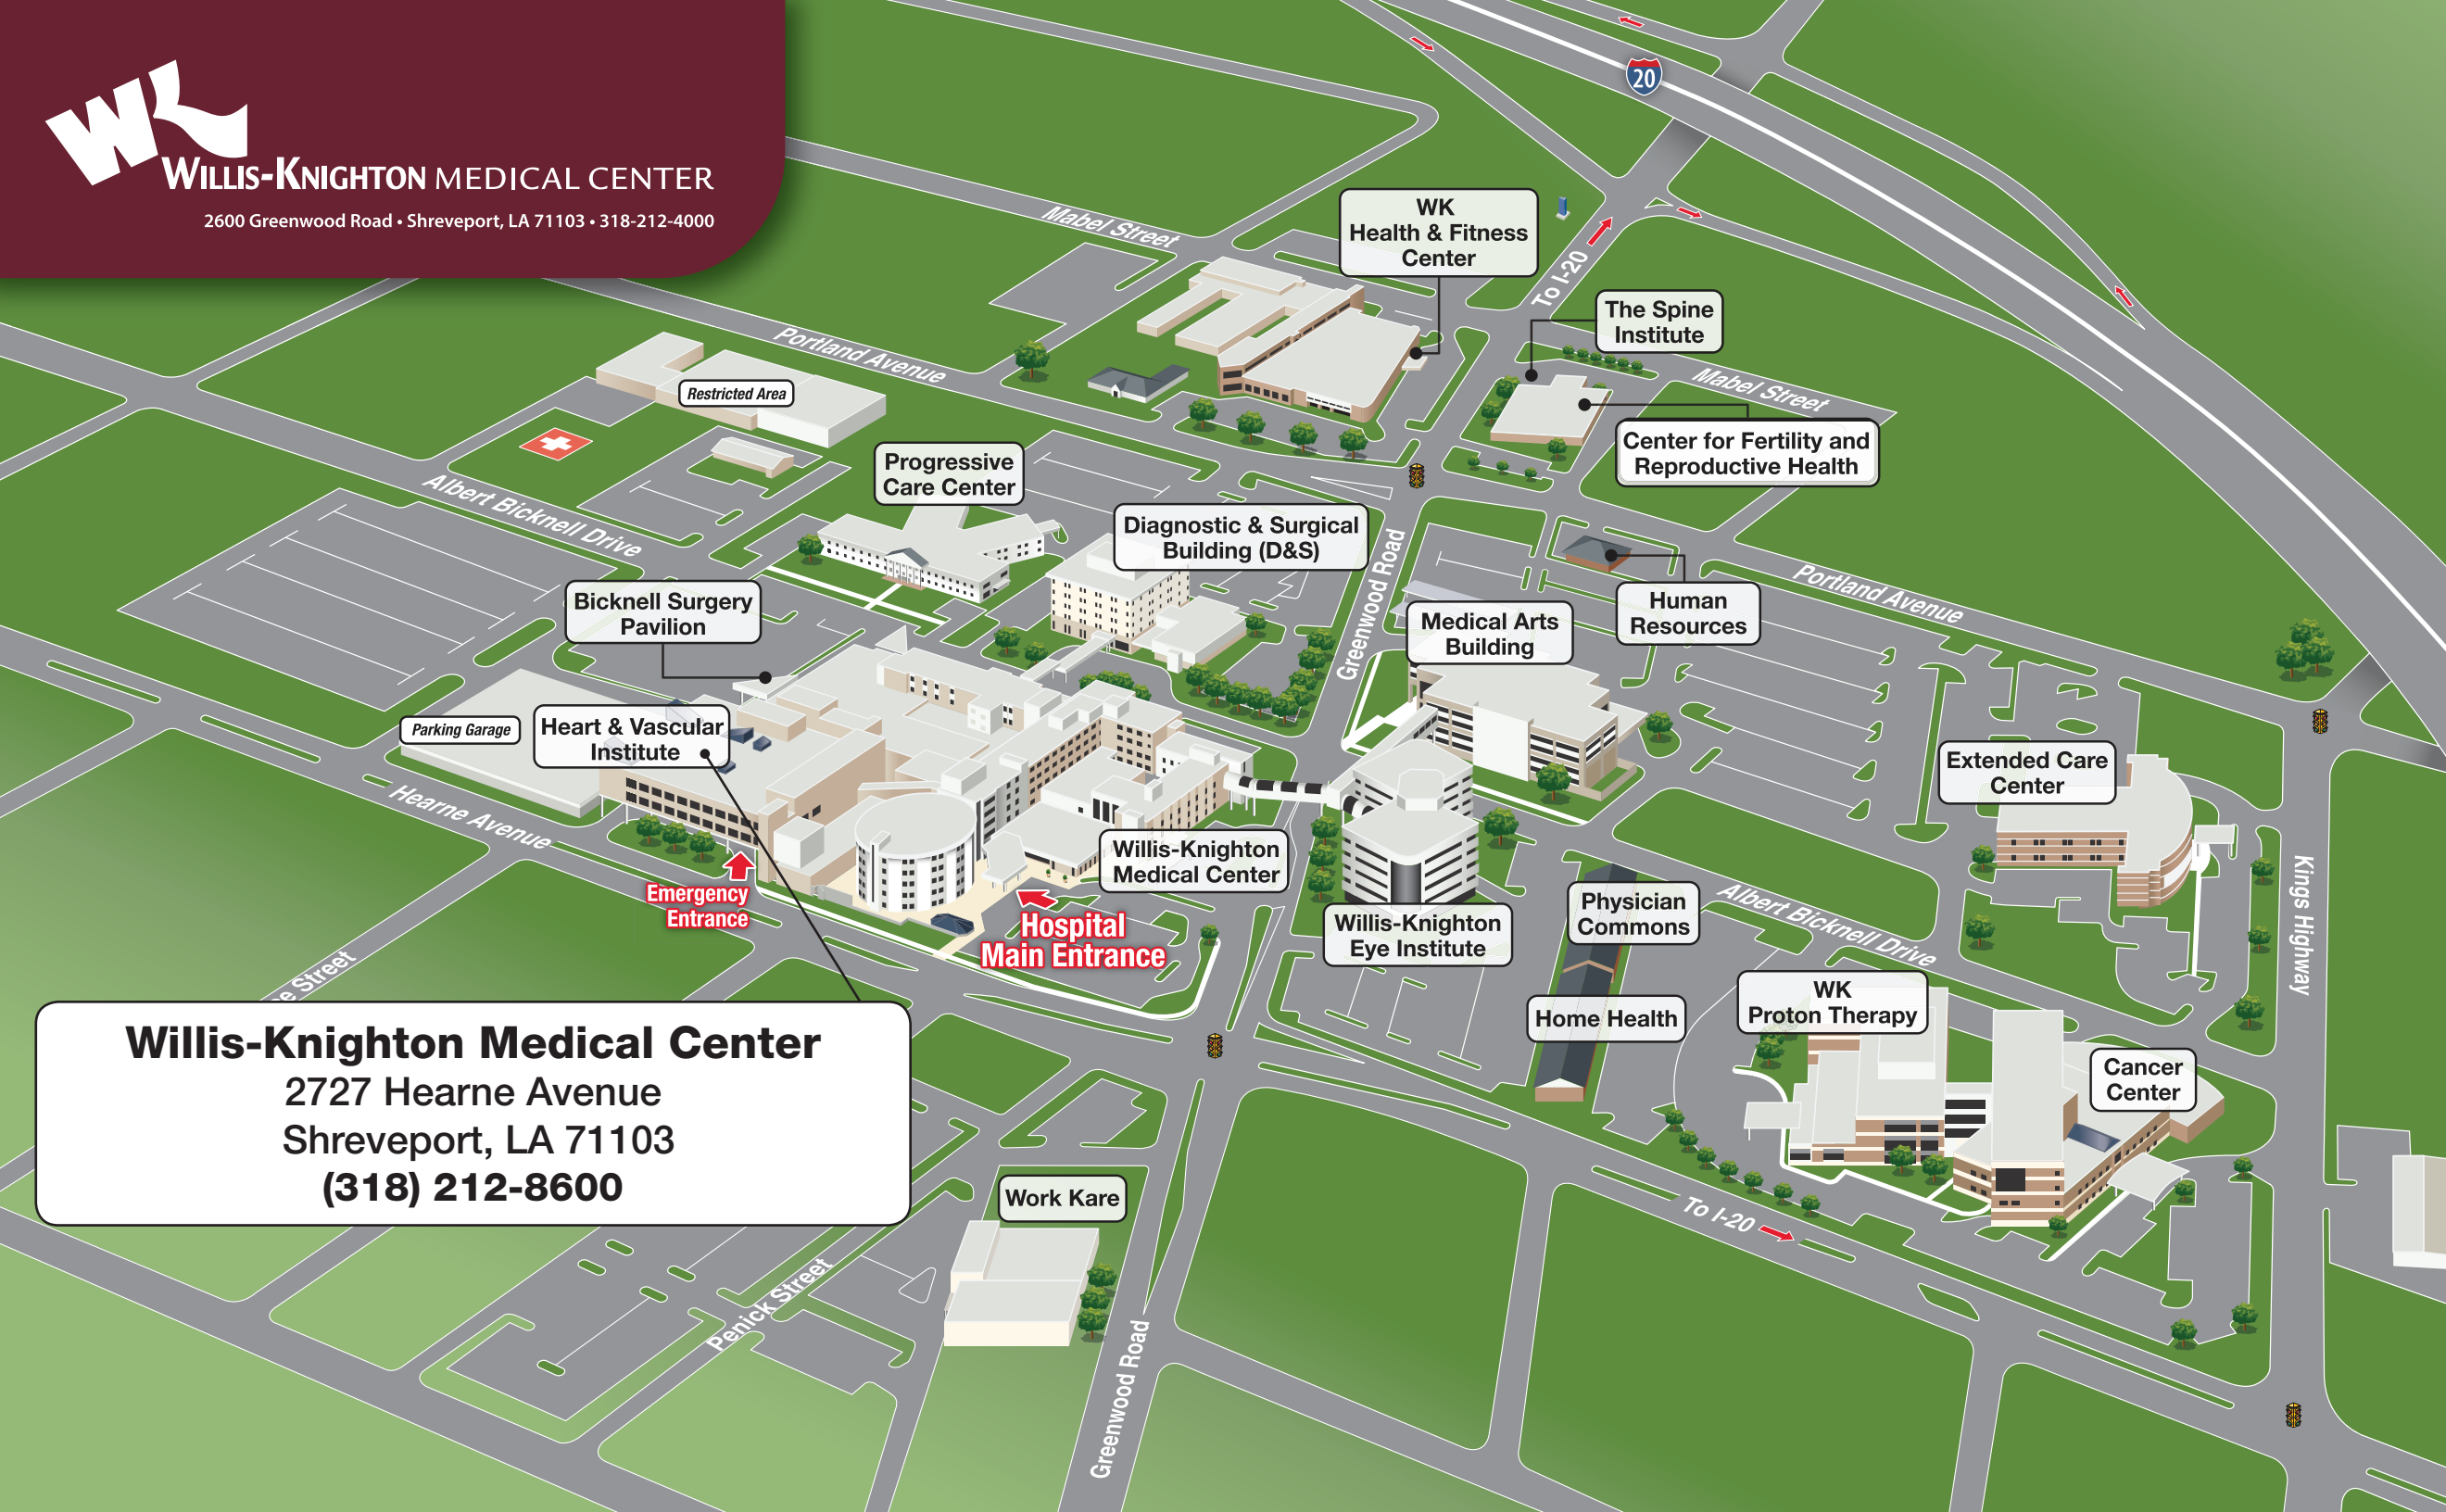 WK
WILLIS-KNIGHTON MEDICAL CENTER
2600 Greenwood Road • Shreveport, LA 71103 • 318-212-4000
20
Mabel Street
WK
Health & Fitness
Center
To I-20
The Spine
Institute
Portland Avenue
Restricted Area
Mabel Street
Center for Fertility and
Reproductive Health
Progressive
Care Center
Albert Bicknell Drive
Diagnostic & Surgical
Building (D&S)
Greenwood Road
Portland Avenue
Bicknell Surgery
Pavilion
Human
Resources
Medical Arts
Building
Parking Garage
Heart & Vascular
Institute
Extended Care
Center
Hearne Avenue
Willis-Knighton
Medical Center
Emergency
Entrance
Hospital
Main Entrance
Willis-Knighton
Eye Institute
Physician
Commons
Albert Bicknell Drive
Kings Highway
Street
Home Health
WK
Proton Therapy
Cancer
Center
Willis-Knighton Medical Center
2727 Hearne Avenue
Shreveport, LA 71103
(318) 212-8600
Work Kare
To I-20
Penick Street
Greenwood Road